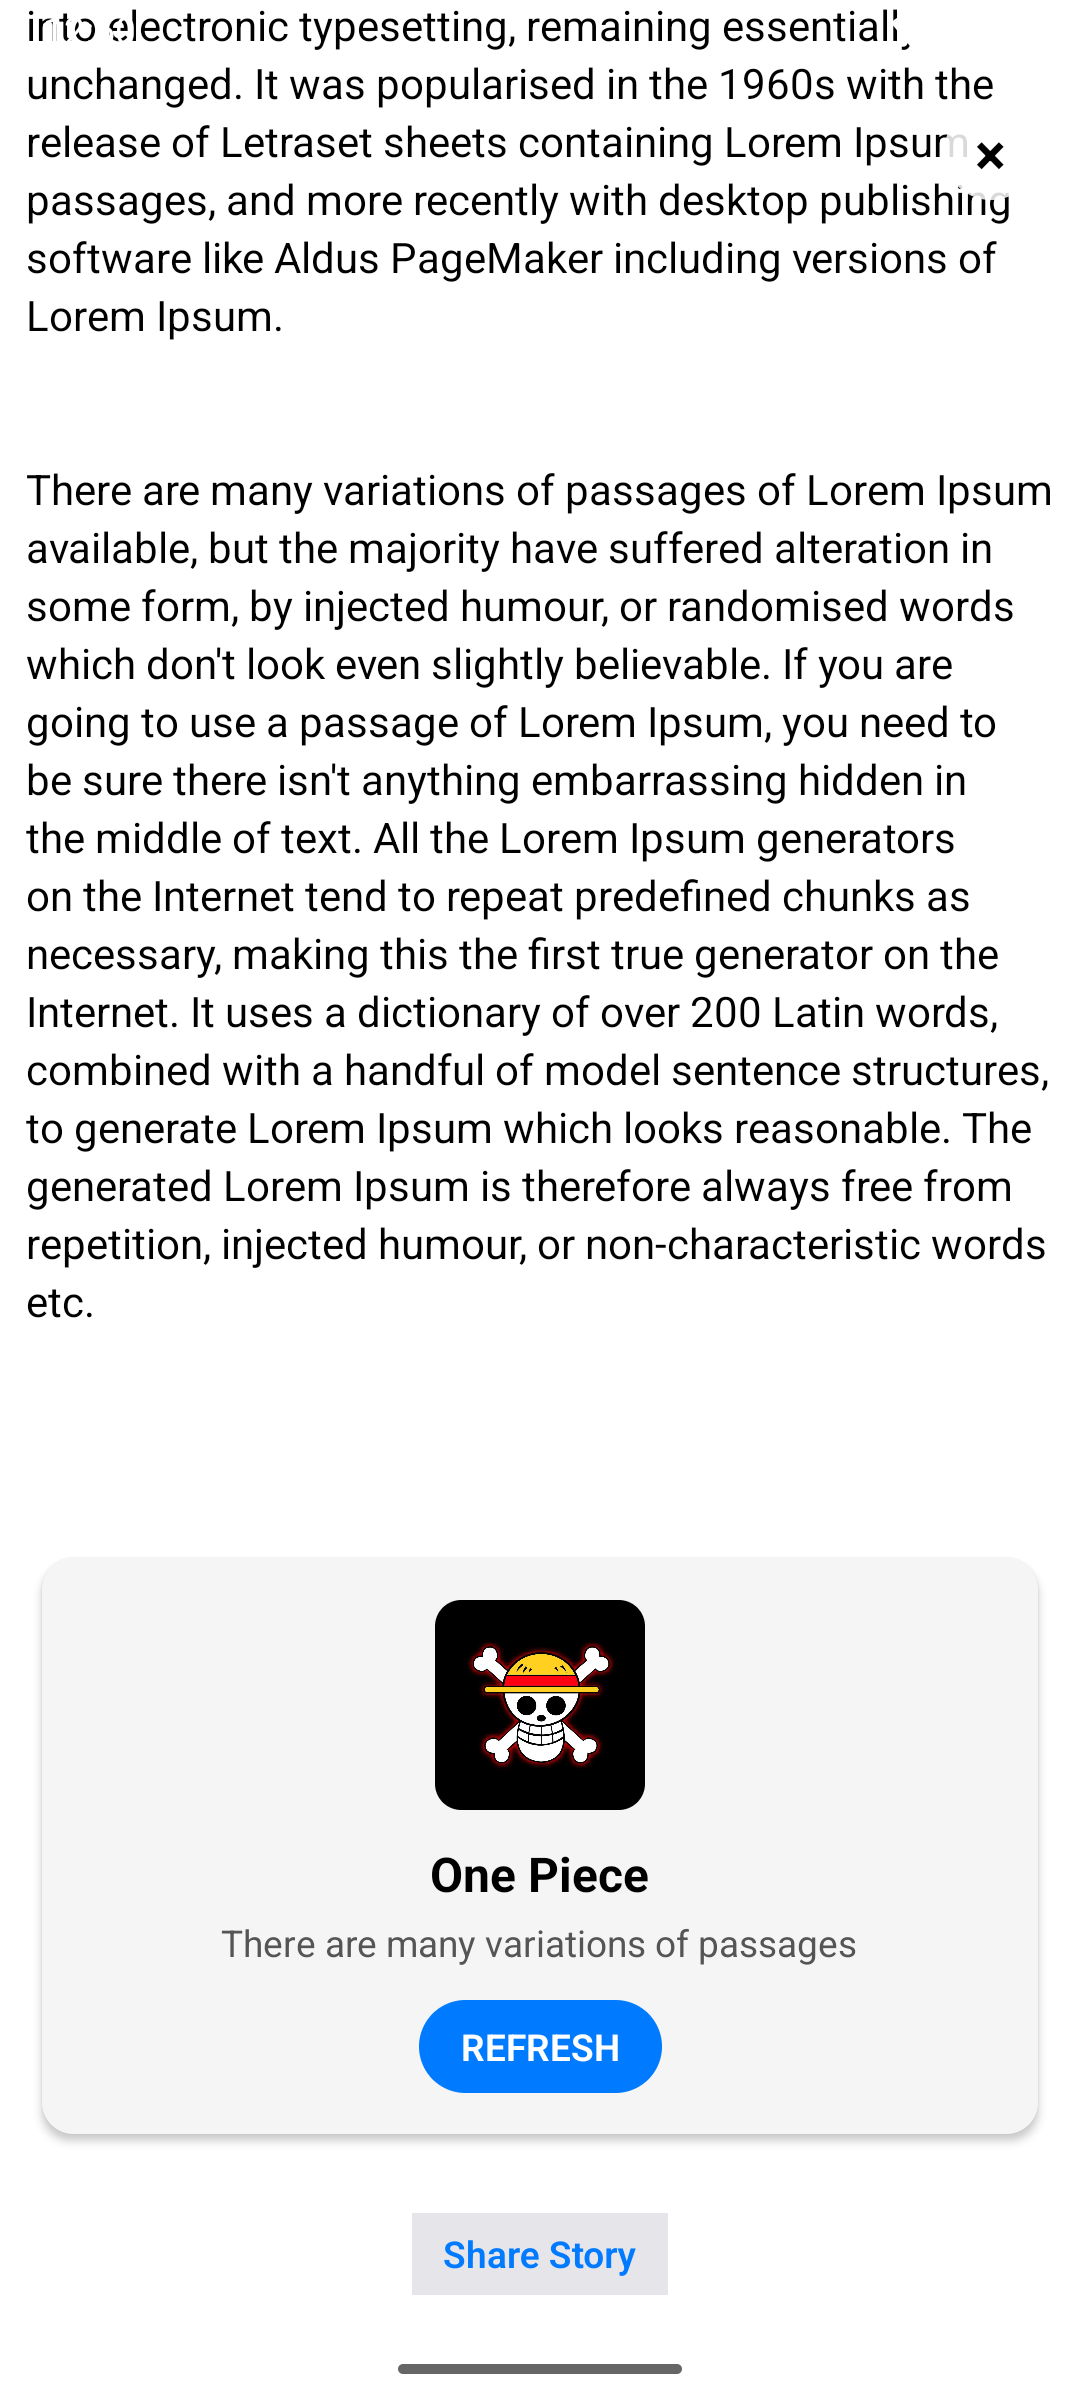 into electronic typesetting, remaining essentially
unchanged. It was popularised in the 1960s with the
release of Letraset sheets containing Lorem Ipsum
passages, and more recently with desktop publishing
software like Aldus PageMaker including versions of
Lorem Ipsum.
There are many variations of passages of Lorem Ipsum
available, but the majority have suffered alteration in
some form, by injected humour, or randomised words
which don't look even slightly believable. If you are
going to use a passage of Lorem Ipsum, you need to
be sure there isn't anything embarrassing hidden in
the middle of text. All the Lorem Ipsum generators
on the Internet tend to repeat predefined chunks as
necessary, making this the first true generator on the
Internet. It uses a dictionary of over 200 Latin words,
combined with a handful of model sentence structures,
to generate Lorem Ipsum which looks reasonable. The
generated Lorem Ipsum is therefore always free from
repetition, injected humour, or non-characteristic words
etc.
One Piece
There are many variations of passages
REFRESH
Share Story